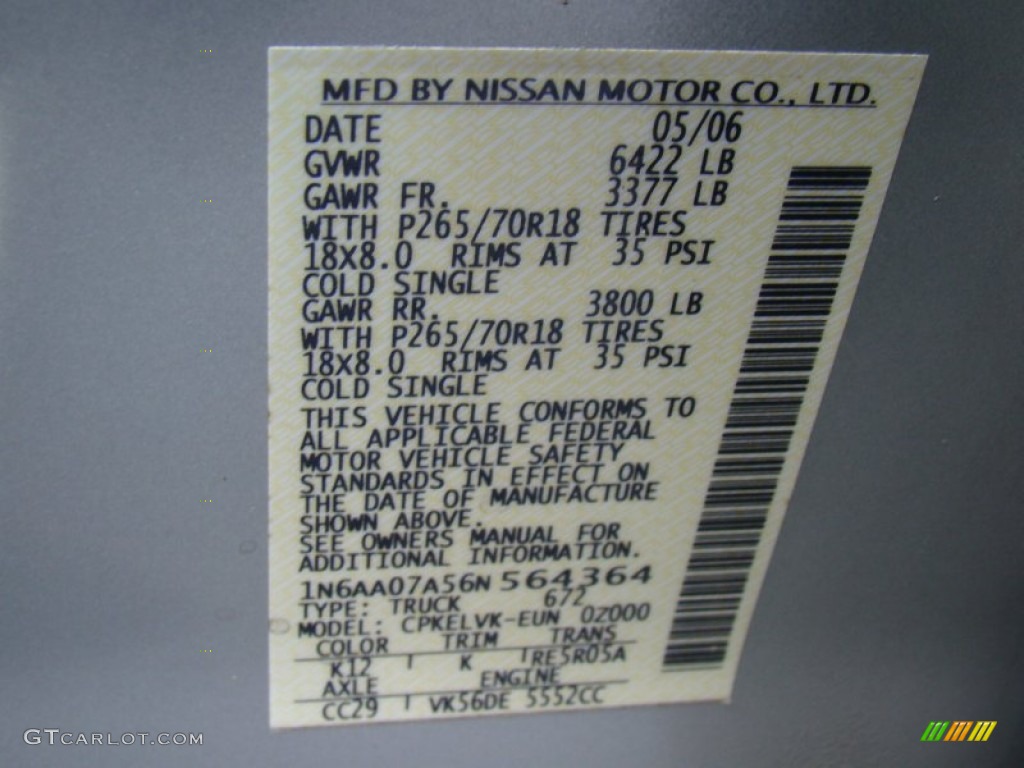 MFD BY NISSAN MOTOR CO., LTD.
DATE 05/06
GVWR 6422 LB
GAWR FR. 3377 LB
WITH P265/70R18 TIRES
18X8.0 RIMS AT 35 PSI
COLD SINGLE
GAWR RR. 3800 LB
WITH P265/70R18 TIRES
18X8.0 RIMS AT 35 PSI
COLD SINGLE
THIS VEHICLE CONFORMS TO
ALL APPLICABLE FEDERAL
MOTOR VEHICLE SAFETY
STANDARDS IN EFFECT ON
THE DATE OF MANUFACTURE
SHOWN ABOVE.
SEE OWNERS MANUAL FOR
ADDITIONAL INFORMATION.
1N6AA07A56N 564364
TYPE: TRUCK 672
MODEL: CPKELVK-EUN 0Z000
COLOR TRIM TRANS
K12 K RE5R05A
AXLE ENGINE
CC29 VK56DE 5552CC
GTCARLOT.COM